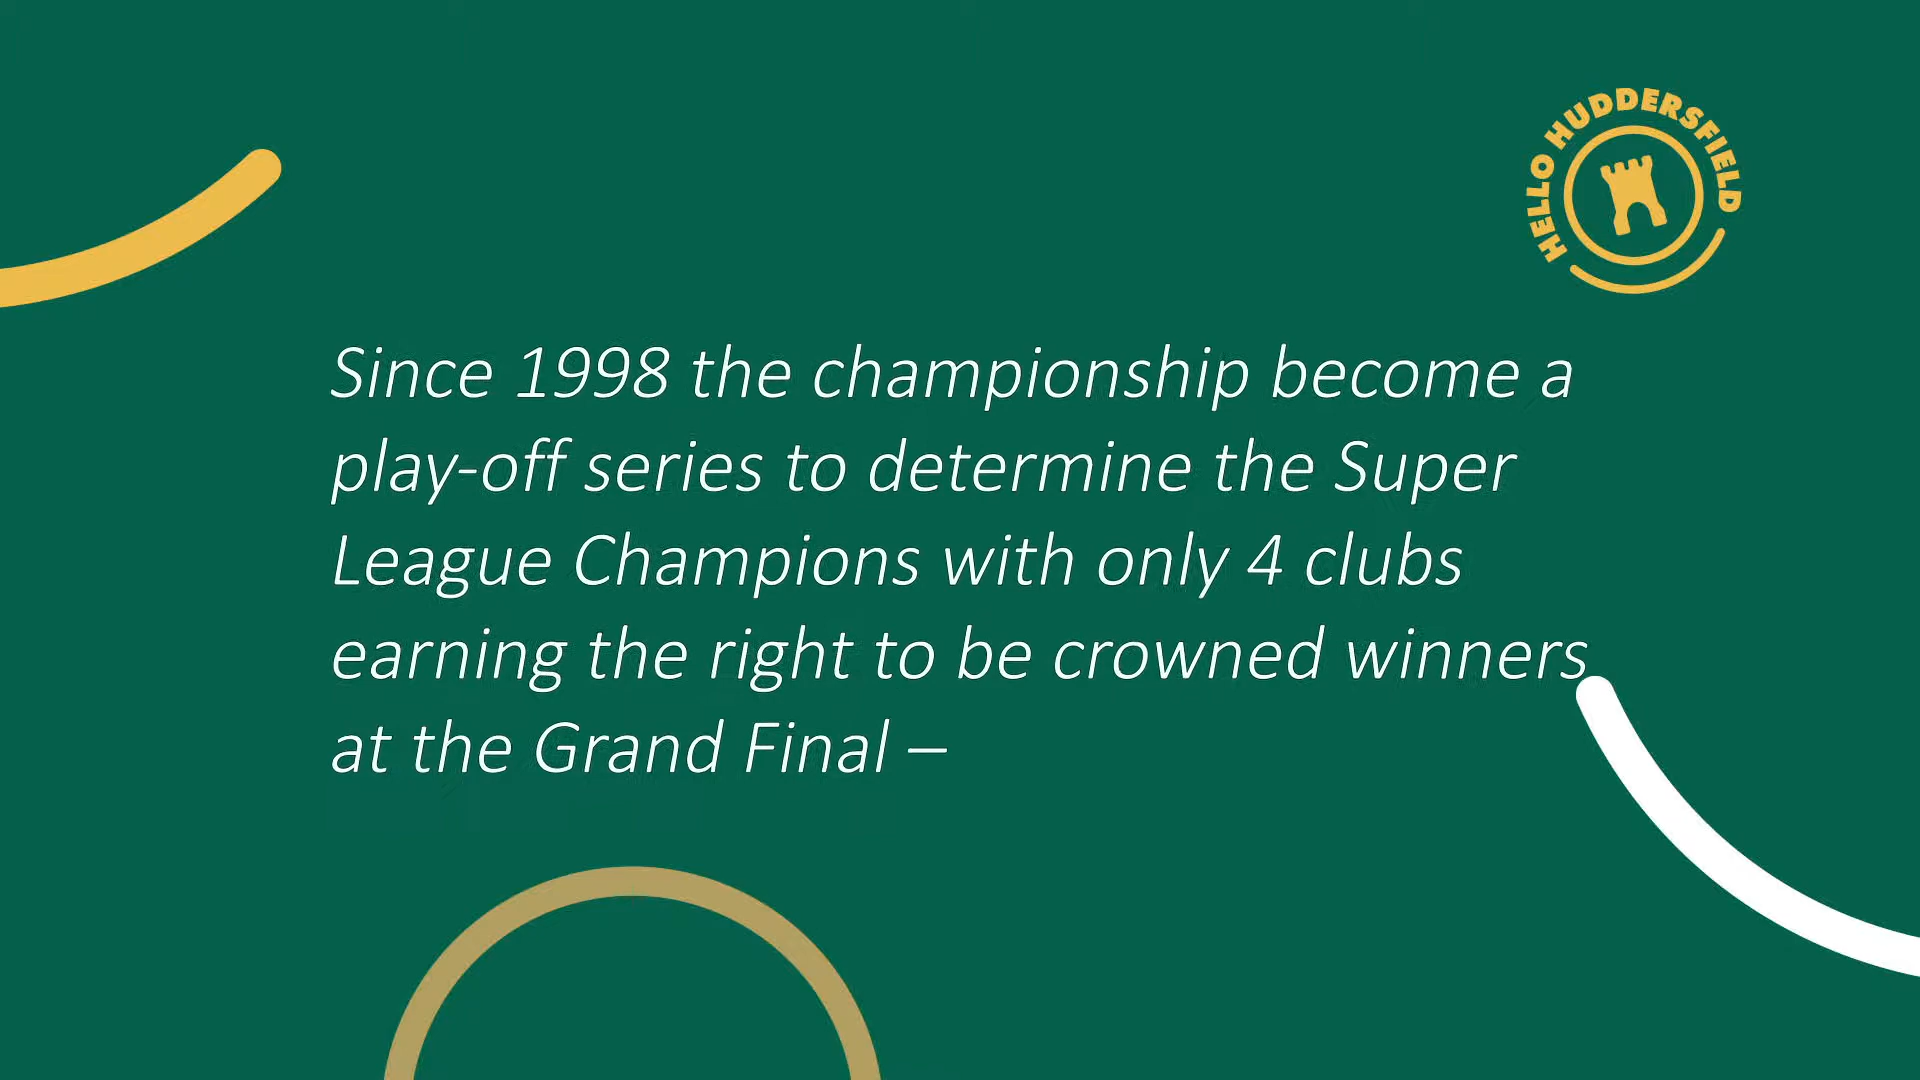 HELLO HUDDERSFIELD
Since 1998 the championship become a
play-off series to determine the Super
League Champions with only 4 clubs
earning the right to be crowned winners
at the Grand Final –